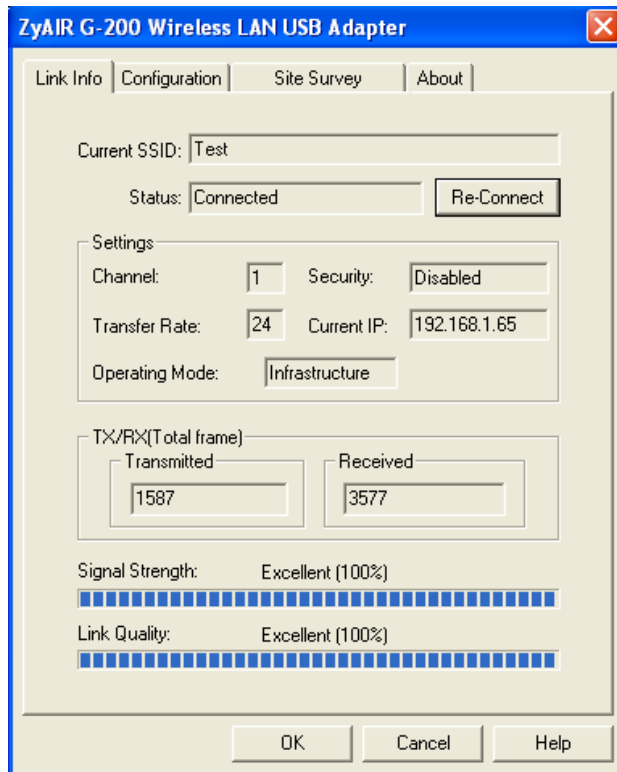 ZyAIR G-200 Wireless LAN USB Adapter
Link Info Configuration Site Survey About
Current SSID: Test
Status: Connected Re-Connect
Settings
Channel: 1 Security: Disabled
Transfer Rate: 24 Current IP: 192.168.1.65
Operating Mode: Infrastructure
TX/RX(Total frame)
Transmitted Received
1587 3577
Signal Strength: Excellent (100%)
Link Quality: Excellent (100%)
OK Cancel Help